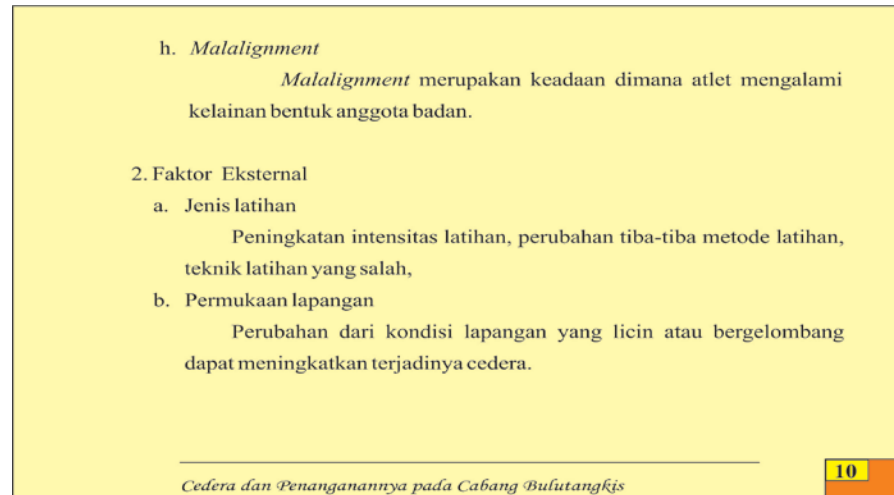 h. Malalignment
Malalignment merupakan keadaan dimana atlet mengalami
kelainan bentuk anggota badan.
2. Faktor Eksternal
a. Jenis latihan
Peningkatan intensitas latihan, perubahan tiba-tiba metode latihan,
teknik latihan yang salah,
b. Permukaan lapangan
Perubahan dari kondisi lapangan yang licin atau bergelombang
dapat meningkatkan terjadinya cedera.
Cedera dan Penanganannya pada Cabang Bulutangkis
10